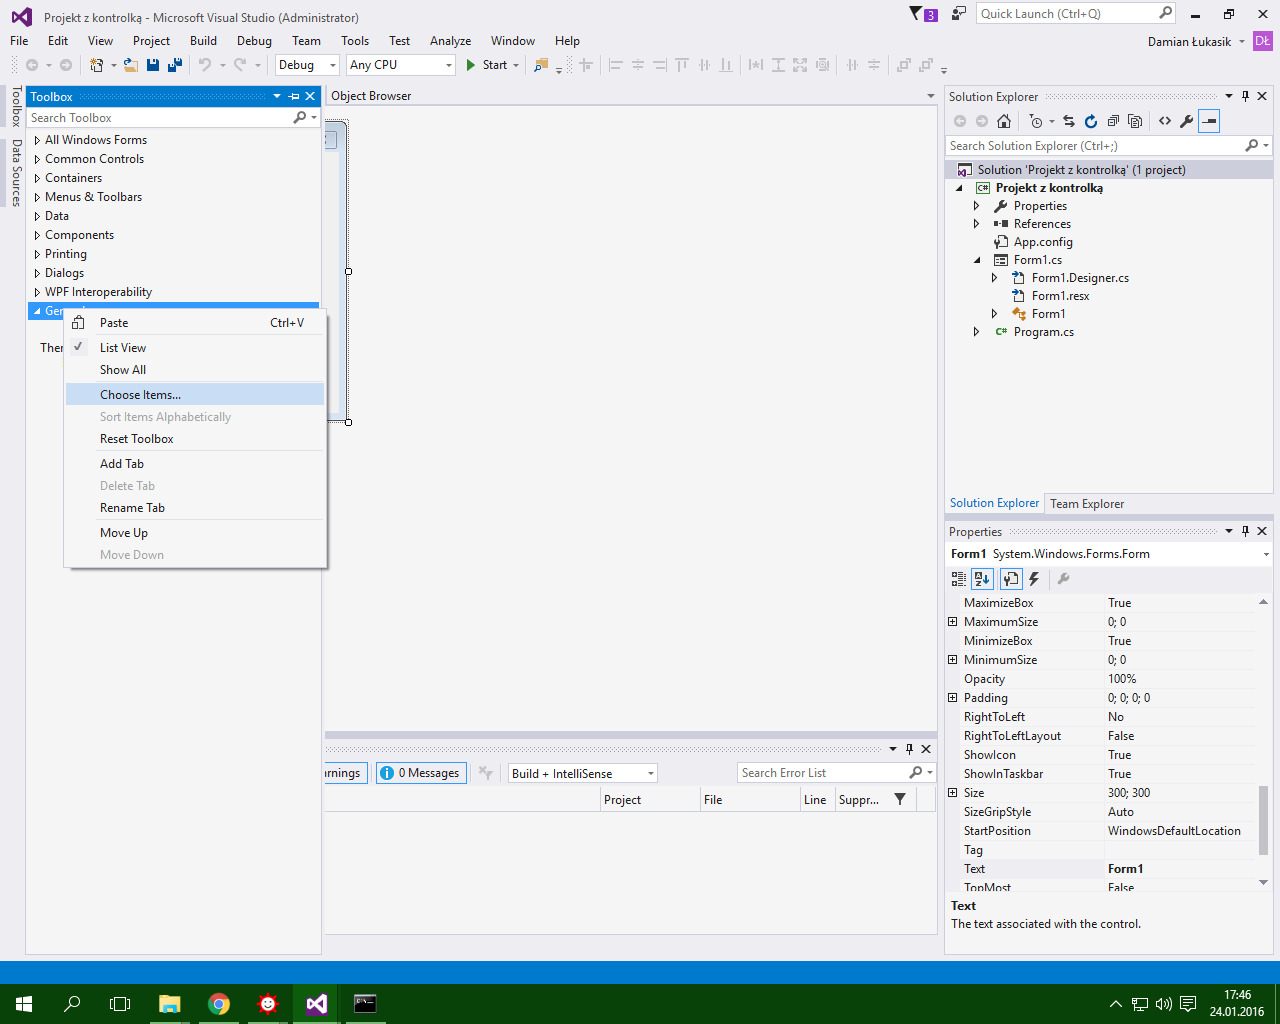 Projekt z kontrolką - Microsoft Visual Studio (Administrator)
3
Quick Launch (Ctrl+Q)
File Edit View Project Build Debug Team Tools Test Analyze Window Help
Damian Łukasik DŁ
Debug Any CPU Start
Toolbox
Data Sources
Toolbox
Search Toolbox
All Windows Forms
Common Controls
Containers
Menus & Toolbars
Data
Components
Printing
Dialogs
WPF Interoperability
Paste Ctrl+V
List View
Show All
Choose Items...
Sort Items Alphabetically
Reset Toolbox
Add Tab
Delete Tab
Rename Tab
Move Up
Move Down
Object Browser
0 Messages
Build + IntelliSense
Search Error List
Project File Line Suppr...
Solution Explorer
Search Solution Explorer (Ctrl+;)
Solution 'Projekt z kontrolką' (1 project)
C# Projekt z kontrolką
Properties
References
App.config
Form1.cs
Form1.Designer.cs
Form1.resx
Form1
C# Program.cs
Solution Explorer Team Explorer
Properties
Form1 System.Windows.Forms.Form
MaximizeBox True
MaximumSize 0; 0
MinimizeBox True
MinimumSize 0; 0
Opacity 100%
Padding 0; 0; 0; 0
RightToLeft No
RightToLeftLayout False
ShowIcon True
ShowInTaskbar True
Size 300; 300
SizeGripStyle Auto
StartPosition WindowsDefaultLocation
Tag
Text Form1
TopMost False
Text
The text associated with the control.
17:46
24.01.2016